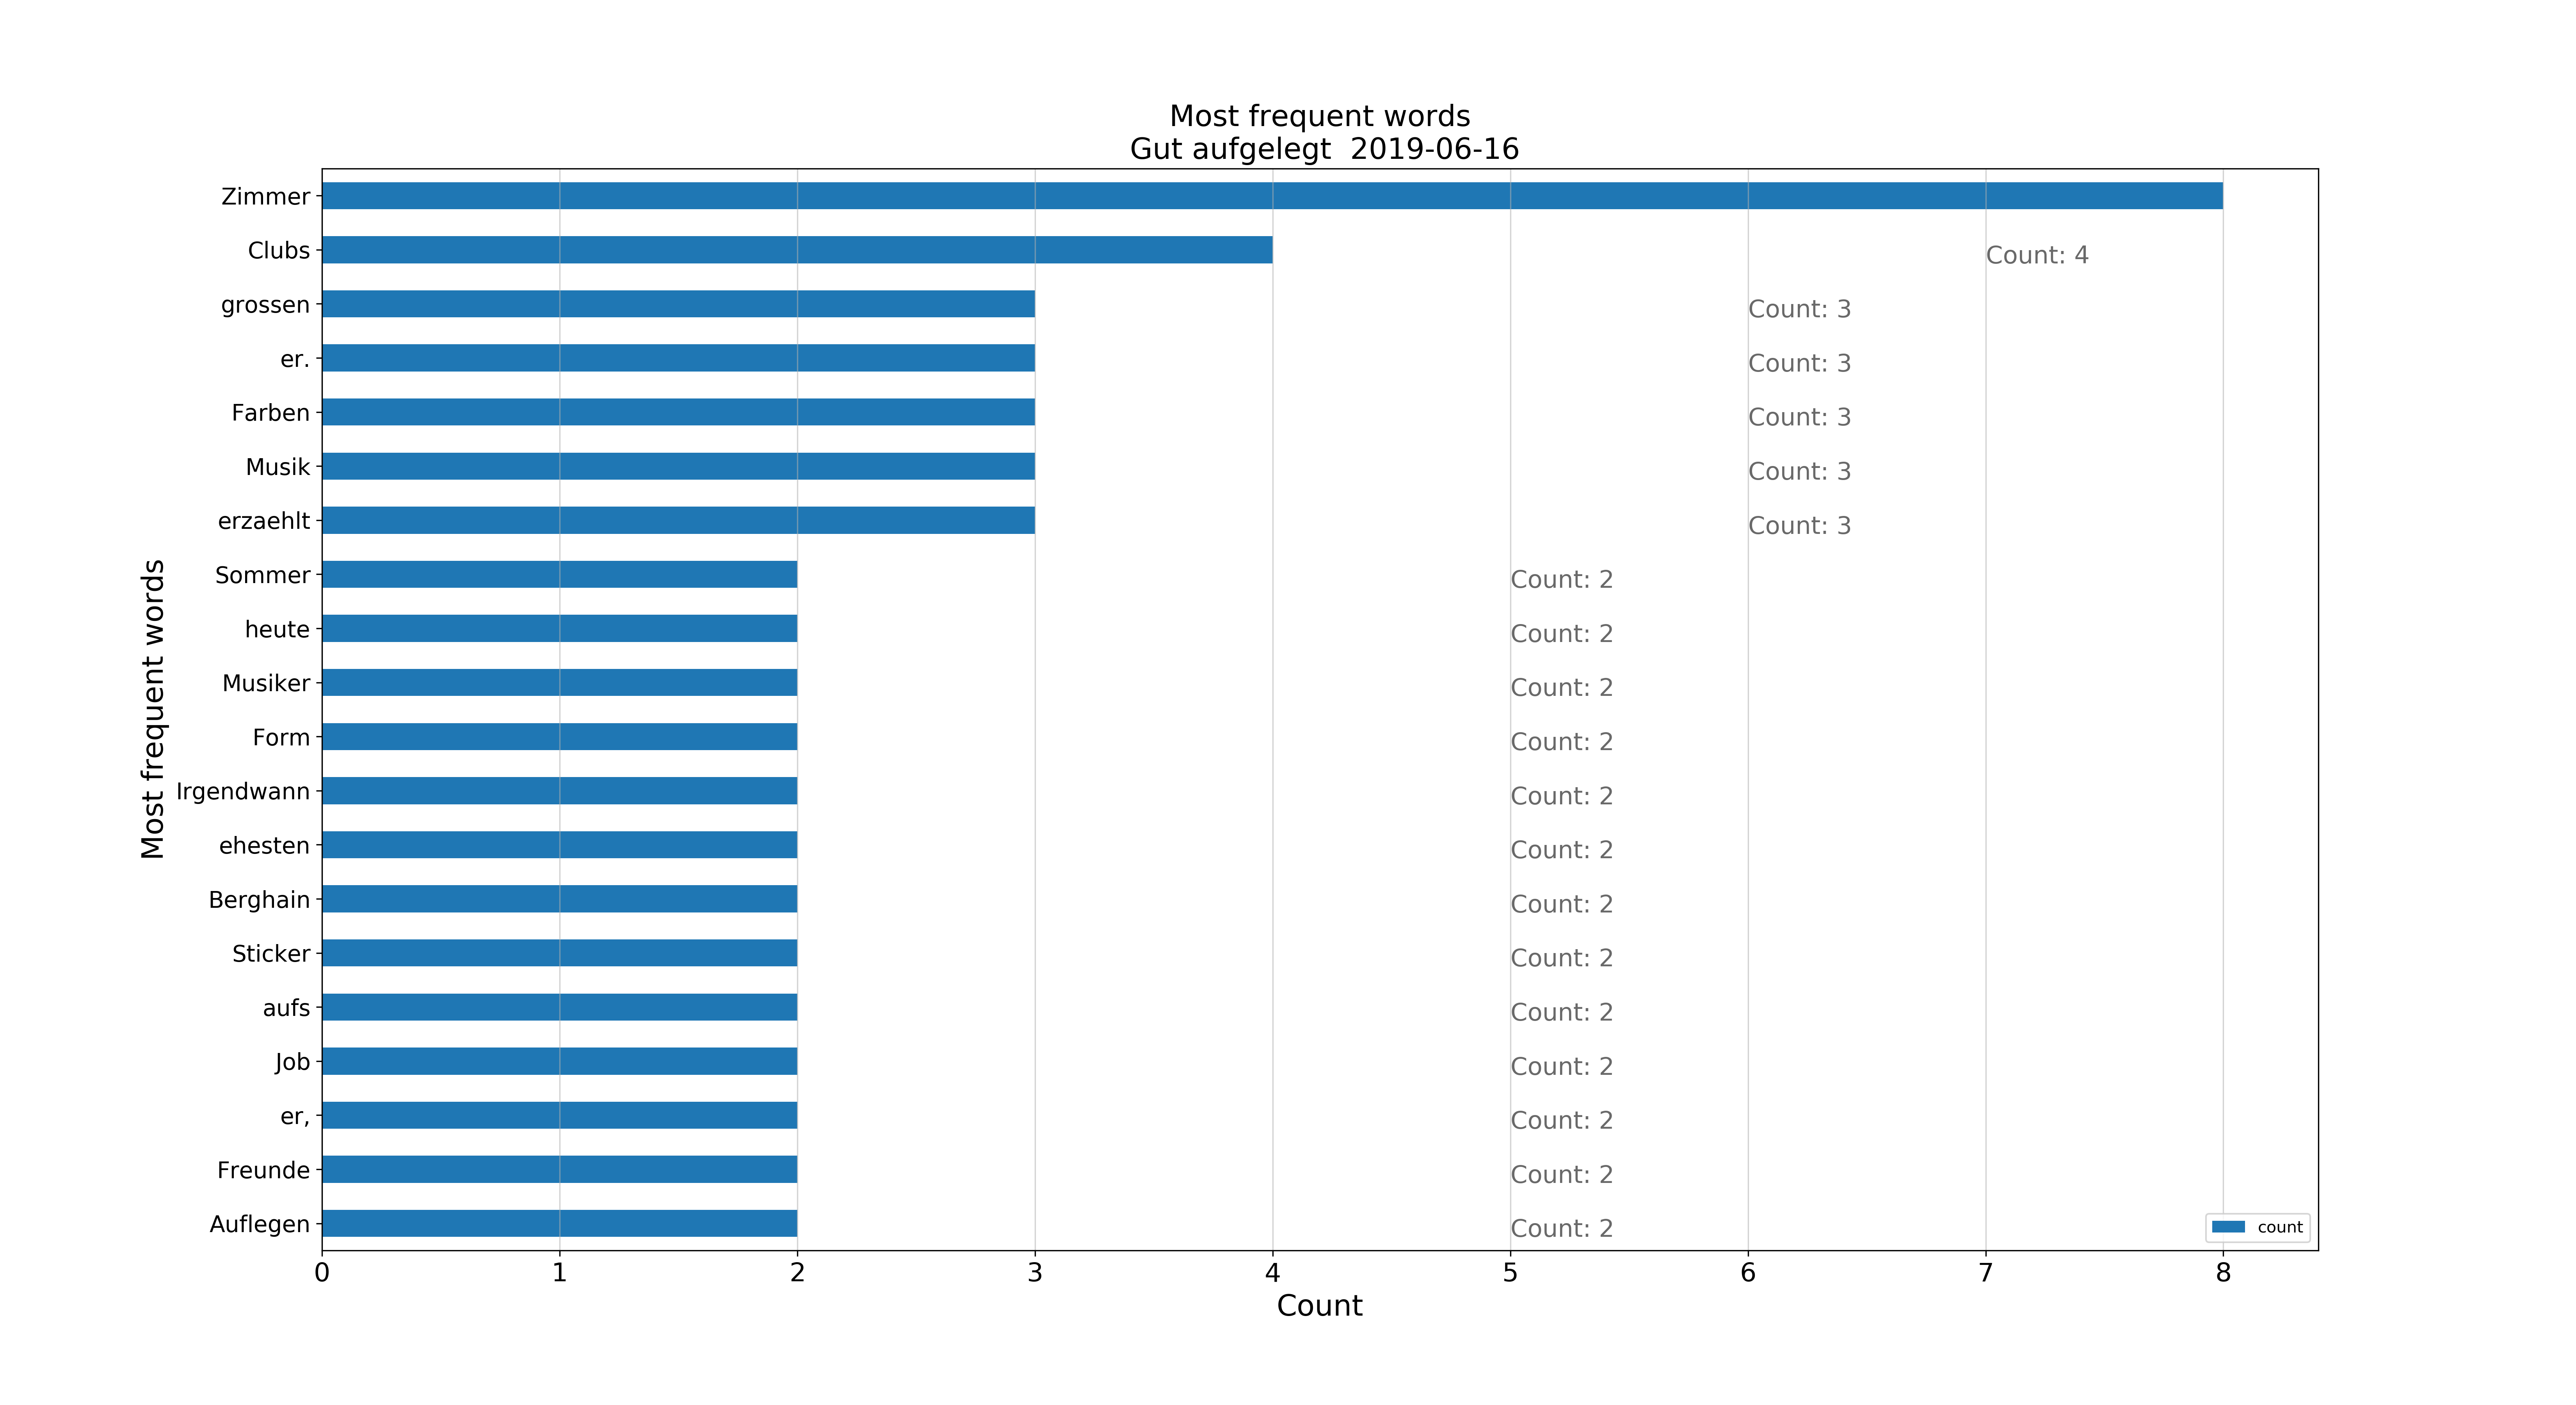 Most frequent words
Gut aufgelegt  2019-06-16
Most frequent words
Zimmer
Clubs Count: 4
grossen Count: 3
er. Count: 3
Farben Count: 3
Musik Count: 3
erzaehlt Count: 3
Sommer Count: 2
heute Count: 2
Musiker Count: 2
Form Count: 2
Irgendwann Count: 2
ehesten Count: 2
Berghain Count: 2
Sticker Count: 2
aufs Count: 2
Job Count: 2
er, Count: 2
Freunde Count: 2
Auflegen Count: 2
count
0 1 2 3 4 5 6 7 8
Count